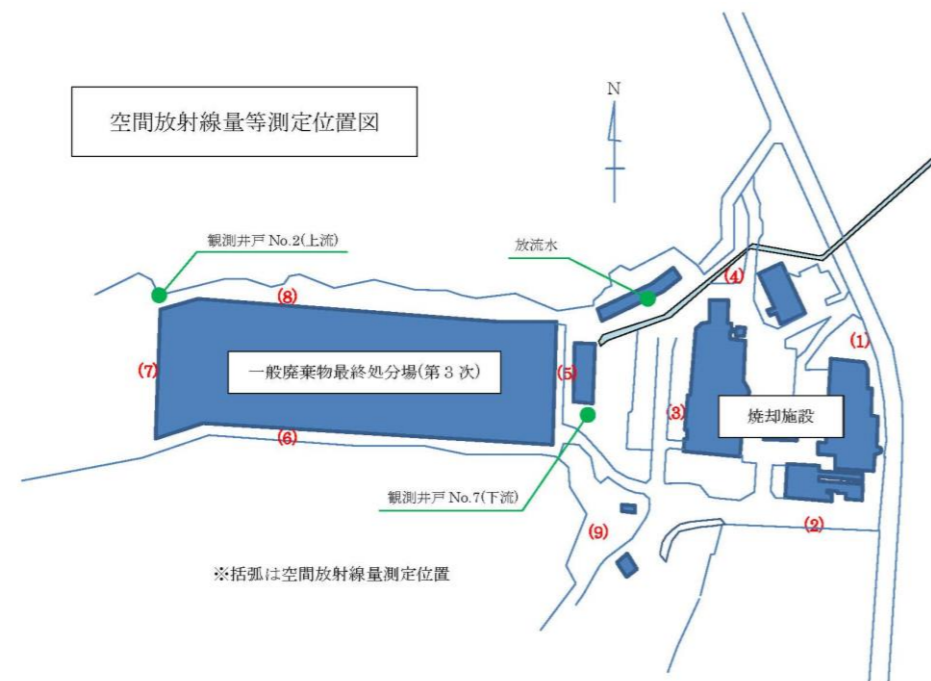 空間放射線量等測定位置図
N
観測井戸 No.2(上流)
放流水
(4)
(8)
(1)
(7)
一般廃棄物最終処分場(第３次)
(5)
(3)
焼却施設
(6)
観測井戸 No.7(下流)
(2)
(9)
※括弧は空間放射線量測定位置